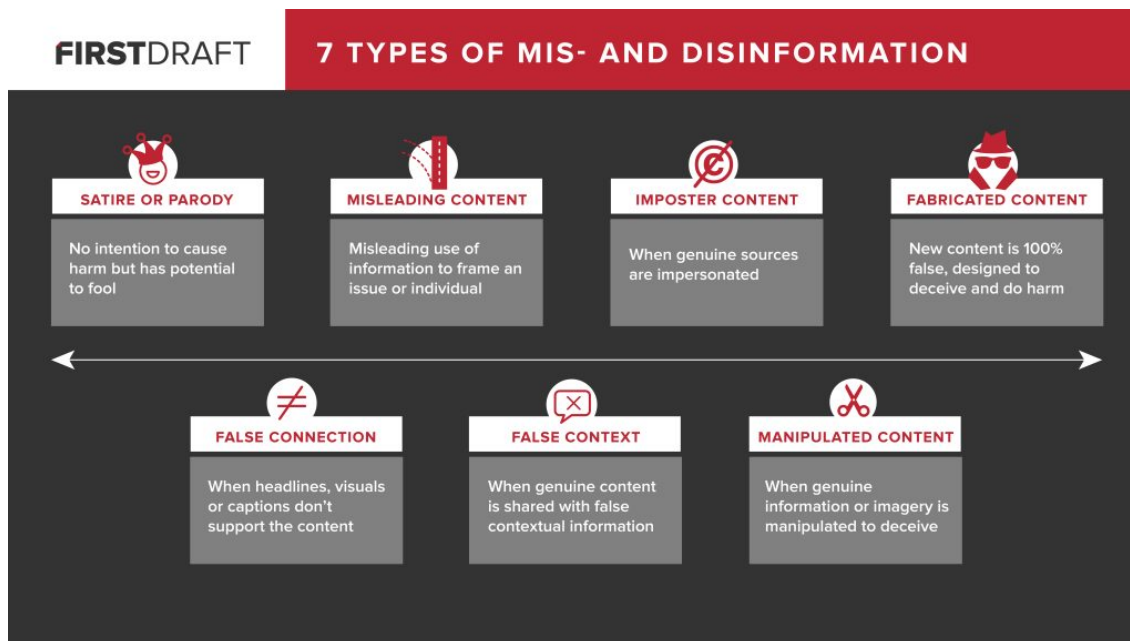 FIRSTDRAFT
7 TYPES OF MIS- AND DISINFORMATION
SATIRE OR PARODY
No intention to cause
harm but has potential
to fool
MISLEADING CONTENT
Misleading use of
information to frame an
issue or individual
IMPOSTER CONTENT
When genuine sources
are impersonated
FABRICATED CONTENT
New content is 100%
false, designed to
deceive and do harm
FALSE CONNECTION
When headlines, visuals
or captions don’t
support the content
FALSE CONTEXT
When genuine content
is shared with false
contextual information
MANIPULATED CONTENT
When genuine
information or imagery is
manipulated to deceive